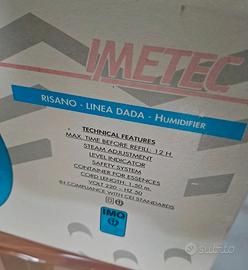 IMETEC
RISANO - LINEA DADA - HUMIDIFIER
TECHNICAL FEATURES
MAX. TIME BEFORE REFILL, 12 H.
STEAM ADJUSTMENT
LEVEL INDICATOR
SAFETY SYSTEM
CONTAINER FOR ESSENCES
CORD LENGTH: 1,50 m.
VOLT 220 - HZ 50
IN COMPLIANCE WITH CEI STANDARDS
IMQ
subito